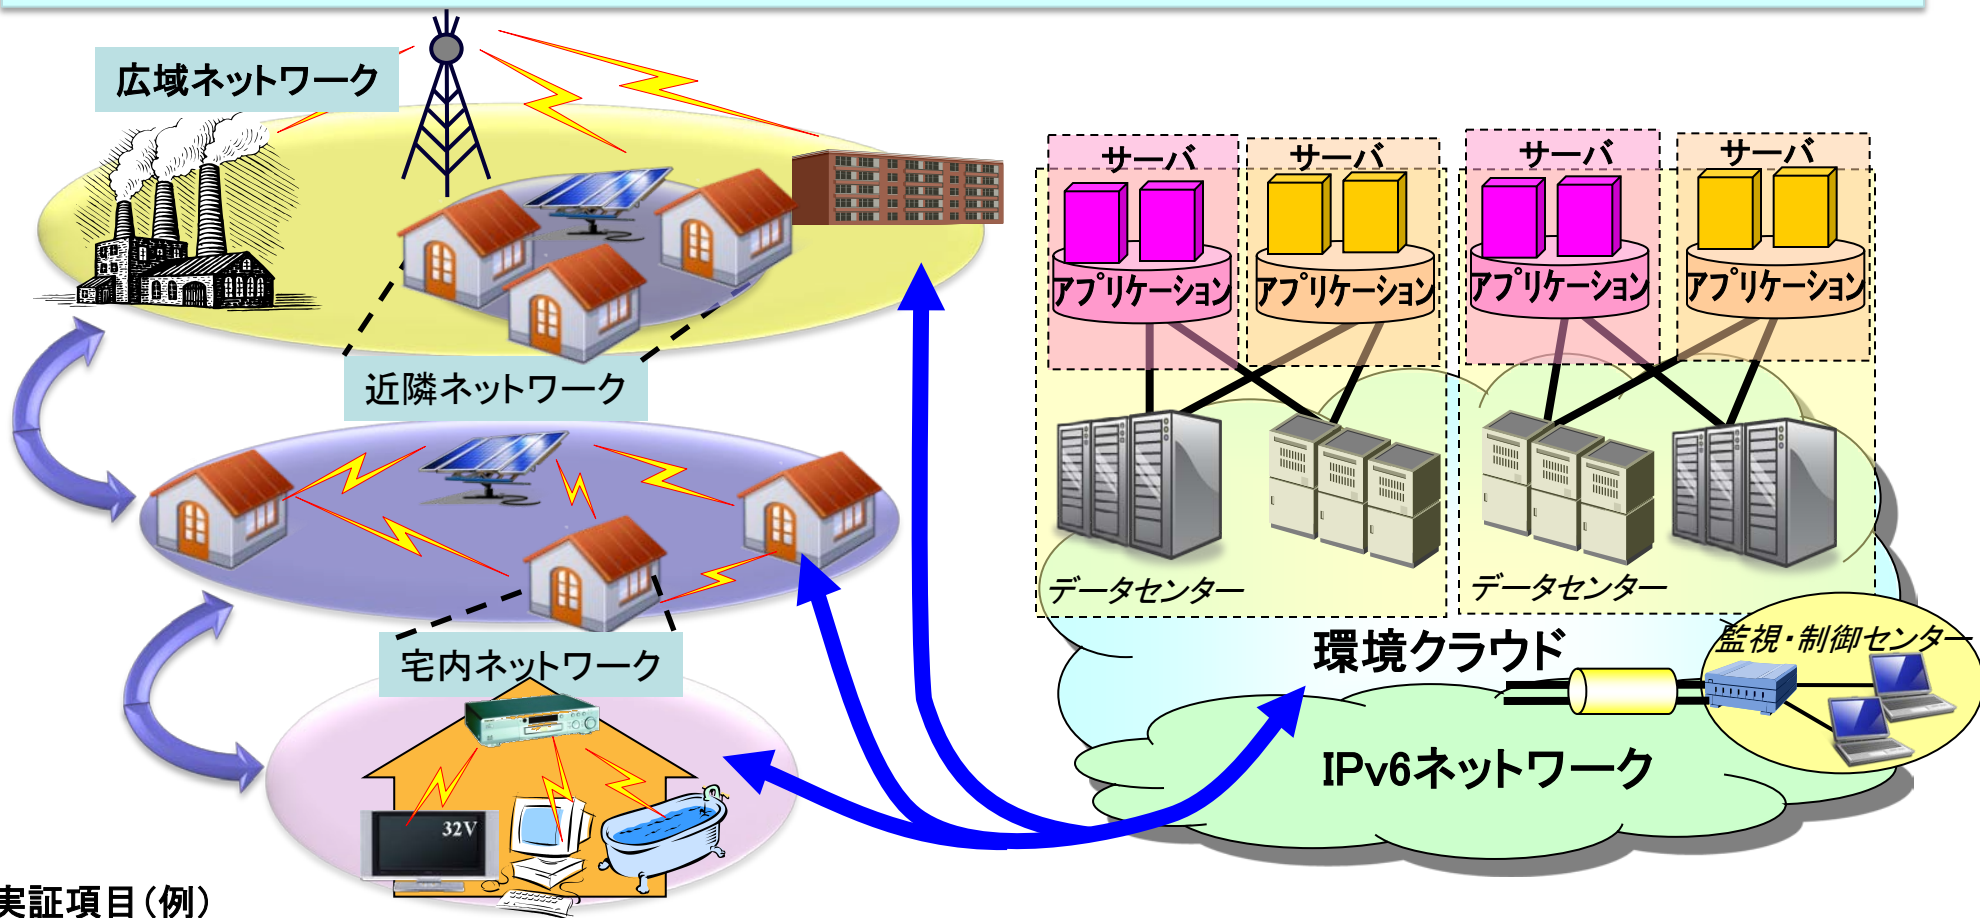 広域ネットワーク
近隣ネットワーク
宅内ネットワーク
32V
実証項目（例）
サーバ
サーバ
サーバ
サーバ
アプリケーション
アプリケーション
アプリケーション
アプリケーション
データセンター
データセンター
環境クラウド
監視・制御センター
IPv6ネットワーク